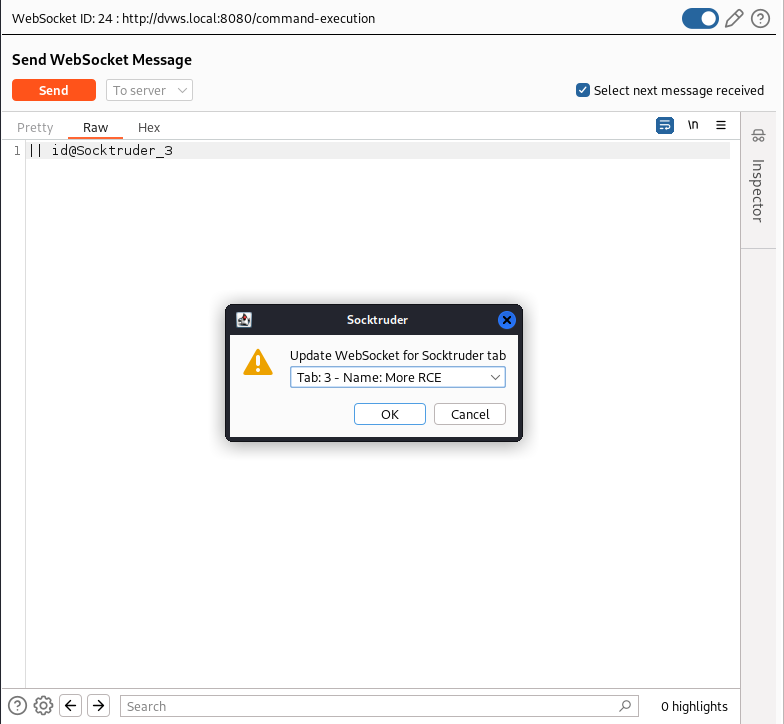 WebSocket ID: 24 : http://dvws.local:8080/command-execution
Send WebSocket Message
Send To server Select next message received
Pretty Raw Hex \n
Inspector
1 || id@Socktruder_3
Socktruder
Update WebSocket for Socktruder tab
Tab: 3 - Name: More RCE
OK Cancel
Search 0 highlights